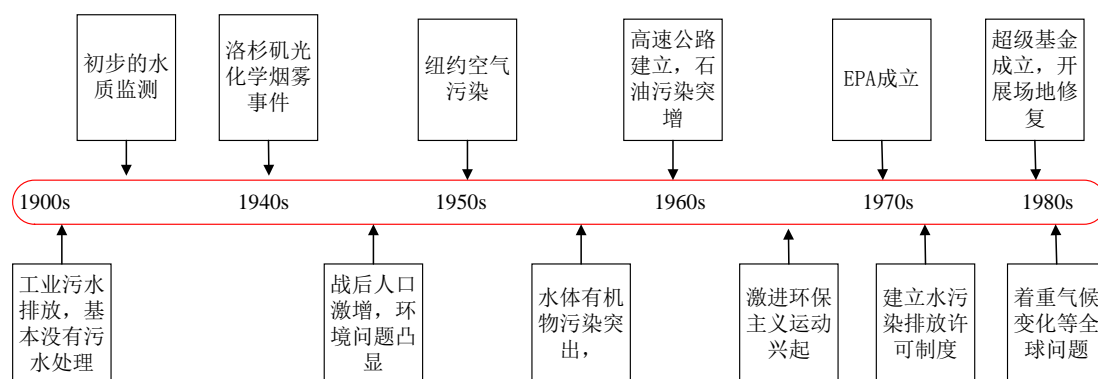 初步的水
质监测
洛杉矶光
化学烟雾
事件
纽约空气
污染
高速公路
建立，石
油污染突
增
EPA成立
超级基金
成立，开
展场地修
复
1900s
1940s
1950s
1960s
1970s
1980s
工业污水
排放，基
本没有污
水处理
战后人口
激增，环
境问题凸
显
水体有机
物污染突
出，
激进环保
主义运动
兴起
建立水污
染排放许
可制度
着重气候
变化等全
球问题